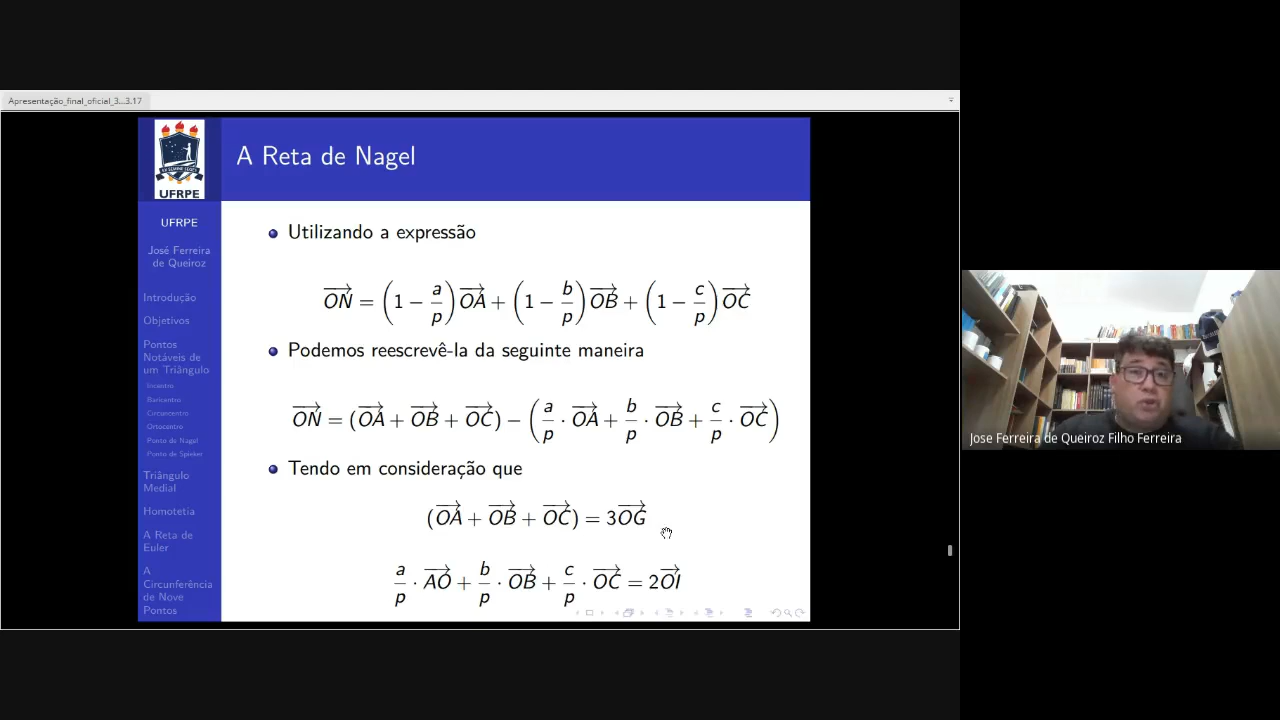 Apresentação_final_oficial_3...3.17
A Reta de Nagel
UFRPE
UFRPE
José Ferreira
de Queiroz
Introdução
Objetivos
Pontos
Notáveis de
um Triângulo
Incentro
Baricentro
Circuncentro
Ortocentro
Ponto de Nagel
Ponto de Spieker
Triângulo
Medial
Homotetia
A Reta de
Euler
A
Circunferência
de Nove
Pontos
Utilizando a expressão
$\overrightarrow{ON} = \left(1 - \frac{a}{p}\right)\overrightarrow{OA} + \left(1 - \frac{b}{p}\right)\overrightarrow{OB} + \left(1 - \frac{c}{p}\right)\overrightarrow{OC}$
Podemos reescrevê-la da seguinte maneira
$\overrightarrow{ON} = (\overrightarrow{OA} + \overrightarrow{OB} + \overrightarrow{OC}) - \left(\frac{a}{p} \cdot \overrightarrow{OA} + \frac{b}{p} \cdot \overrightarrow{OB} + \frac{c}{p} \cdot \overrightarrow{OC}\right)$
Tendo em consideração que
$(\overrightarrow{OA} + \overrightarrow{OB} + \overrightarrow{OC}) = 3\overrightarrow{OG}$
$\frac{a}{p} \cdot \overrightarrow{AO} + \frac{b}{p} \cdot \overrightarrow{OB} + \frac{c}{p} \cdot \overrightarrow{OC} = 2\overrightarrow{OI}$
Jose Ferreira de Queiroz Filho Ferreira